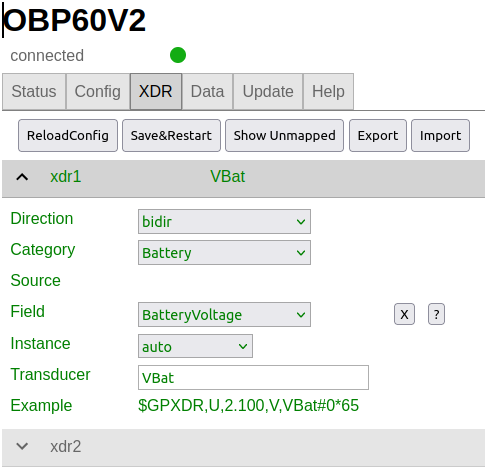 OBP60V2
connected
Status Config XDR Data Update Help
ReloadConfig Save&Restart Show Unmapped Export Import
xdr1 VBat
Direction bidir
Category Battery
Source
Field BatteryVoltage X ?
Instance auto
Transducer VBat
Example $GPXDR,U,2.100,V,VBat#0*65
xdr2